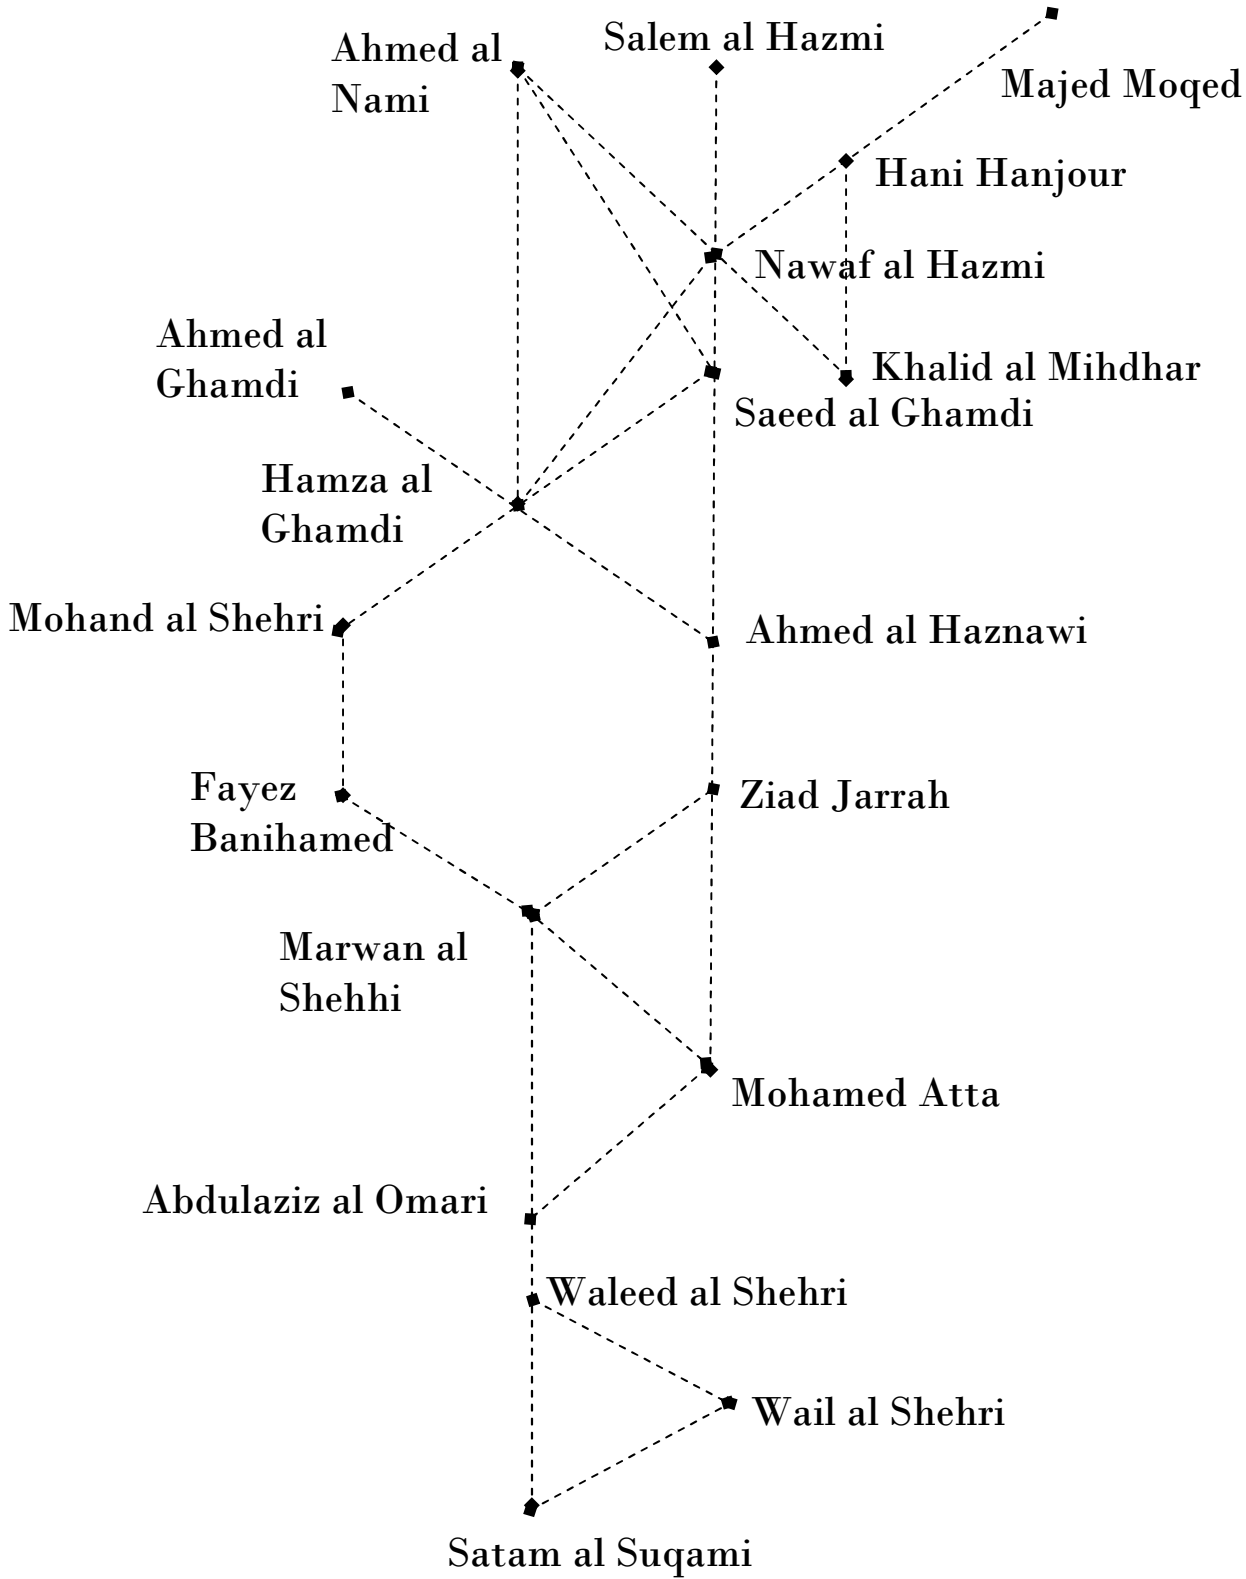 Ahmed al
Nami
Salem al Hazmi
Majed Moqed
Hani Hanjour
Nawaf al Hazmi
Ahmed al
Ghamdi
Khalid al Mihdhar
Saeed al Ghamdi
Hamza al
Ghamdi
Mohand al Shehri
Ahmed al Haznawi
Fayez
Banihamed
Ziad Jarrah
Marwan al
Shehhi
Mohamed Atta
Abdulaziz al Omari
Waleed al Shehri
Wail al Shehri
Satam al Suqami